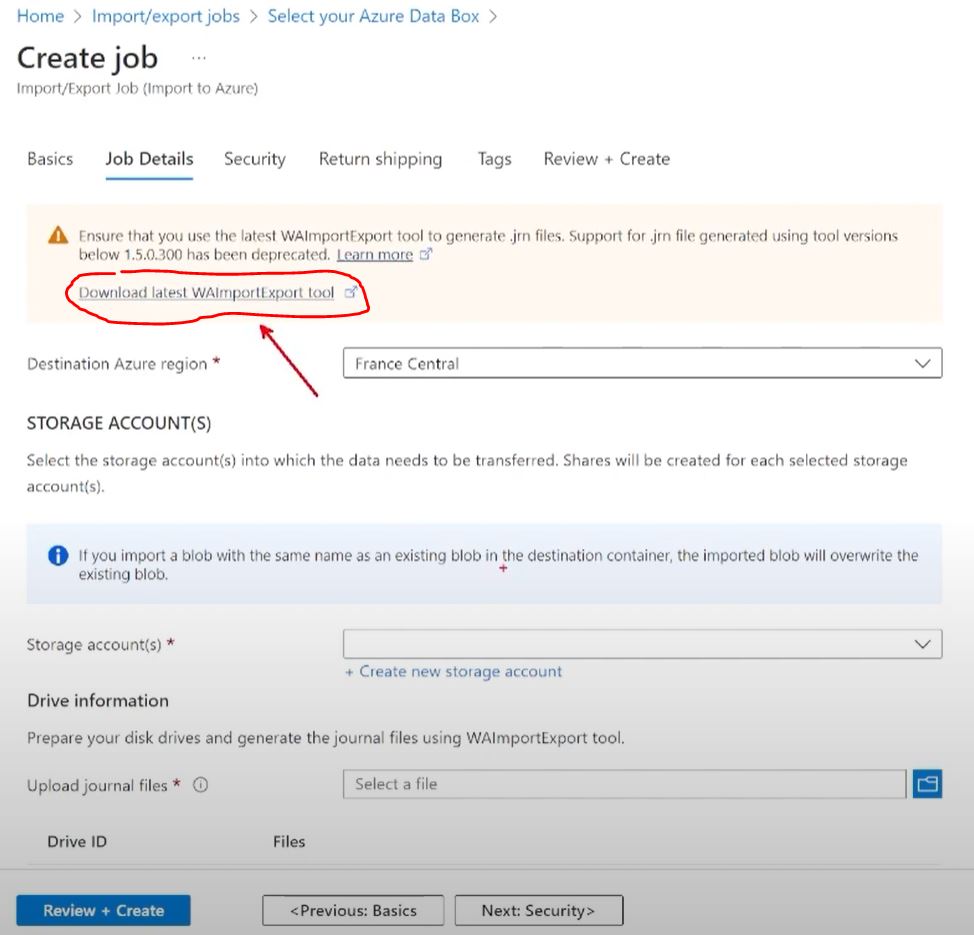 Home > Import/export jobs > Select your Azure Data Box >
Create job ...
Import/Export Job (Import to Azure)
Basics Job Details Security Return shipping Tags Review + Create
Ensure that you use the latest WAImportExport tool to generate .jrn files. Support for .jrn file generated using tool versions
below 1.5.0.300 has been deprecated. Learn more
Download latest WAImportExport tool
Destination Azure region * France Central
STORAGE ACCOUNT(S)
Select the storage account(s) into which the data needs to be transferred. Shares will be created for each selected storage
account(s).
If you import a blob with the same name as an existing blob in the destination container, the imported blob will overwrite the
existing blob.
Storage account(s) *
+ Create new storage account
Drive information
Prepare your disk drives and generate the journal files using WAImportExport tool.
Upload journal files * Select a file
Drive ID Files
Review + Create <Previous: Basics Next: Security>